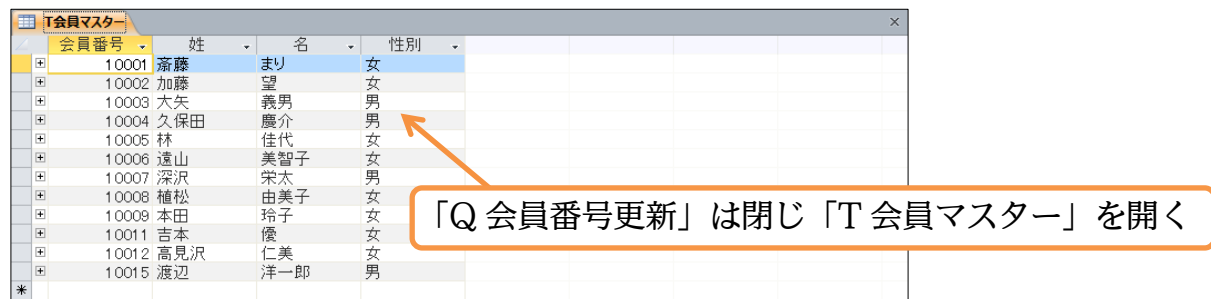 T会員マスター
会員番号 姓 名 性別
10001 斎藤 まり 女
10002 加藤 望 女
10003 大矢 義男 男
10004 久保田 慶介 男
10005 林 佳代 女
10006 遠山 美智子 女
10007 深沢 栄太 男
10008 植松 由美子 女
10009 本田 玲子 女
10011 吉本 優 女
10012 高見沢 仁美 女
10015 渡辺 洋一郎 男
「Q 会員番号更新」は閉じ「T 会員マスター」を開く